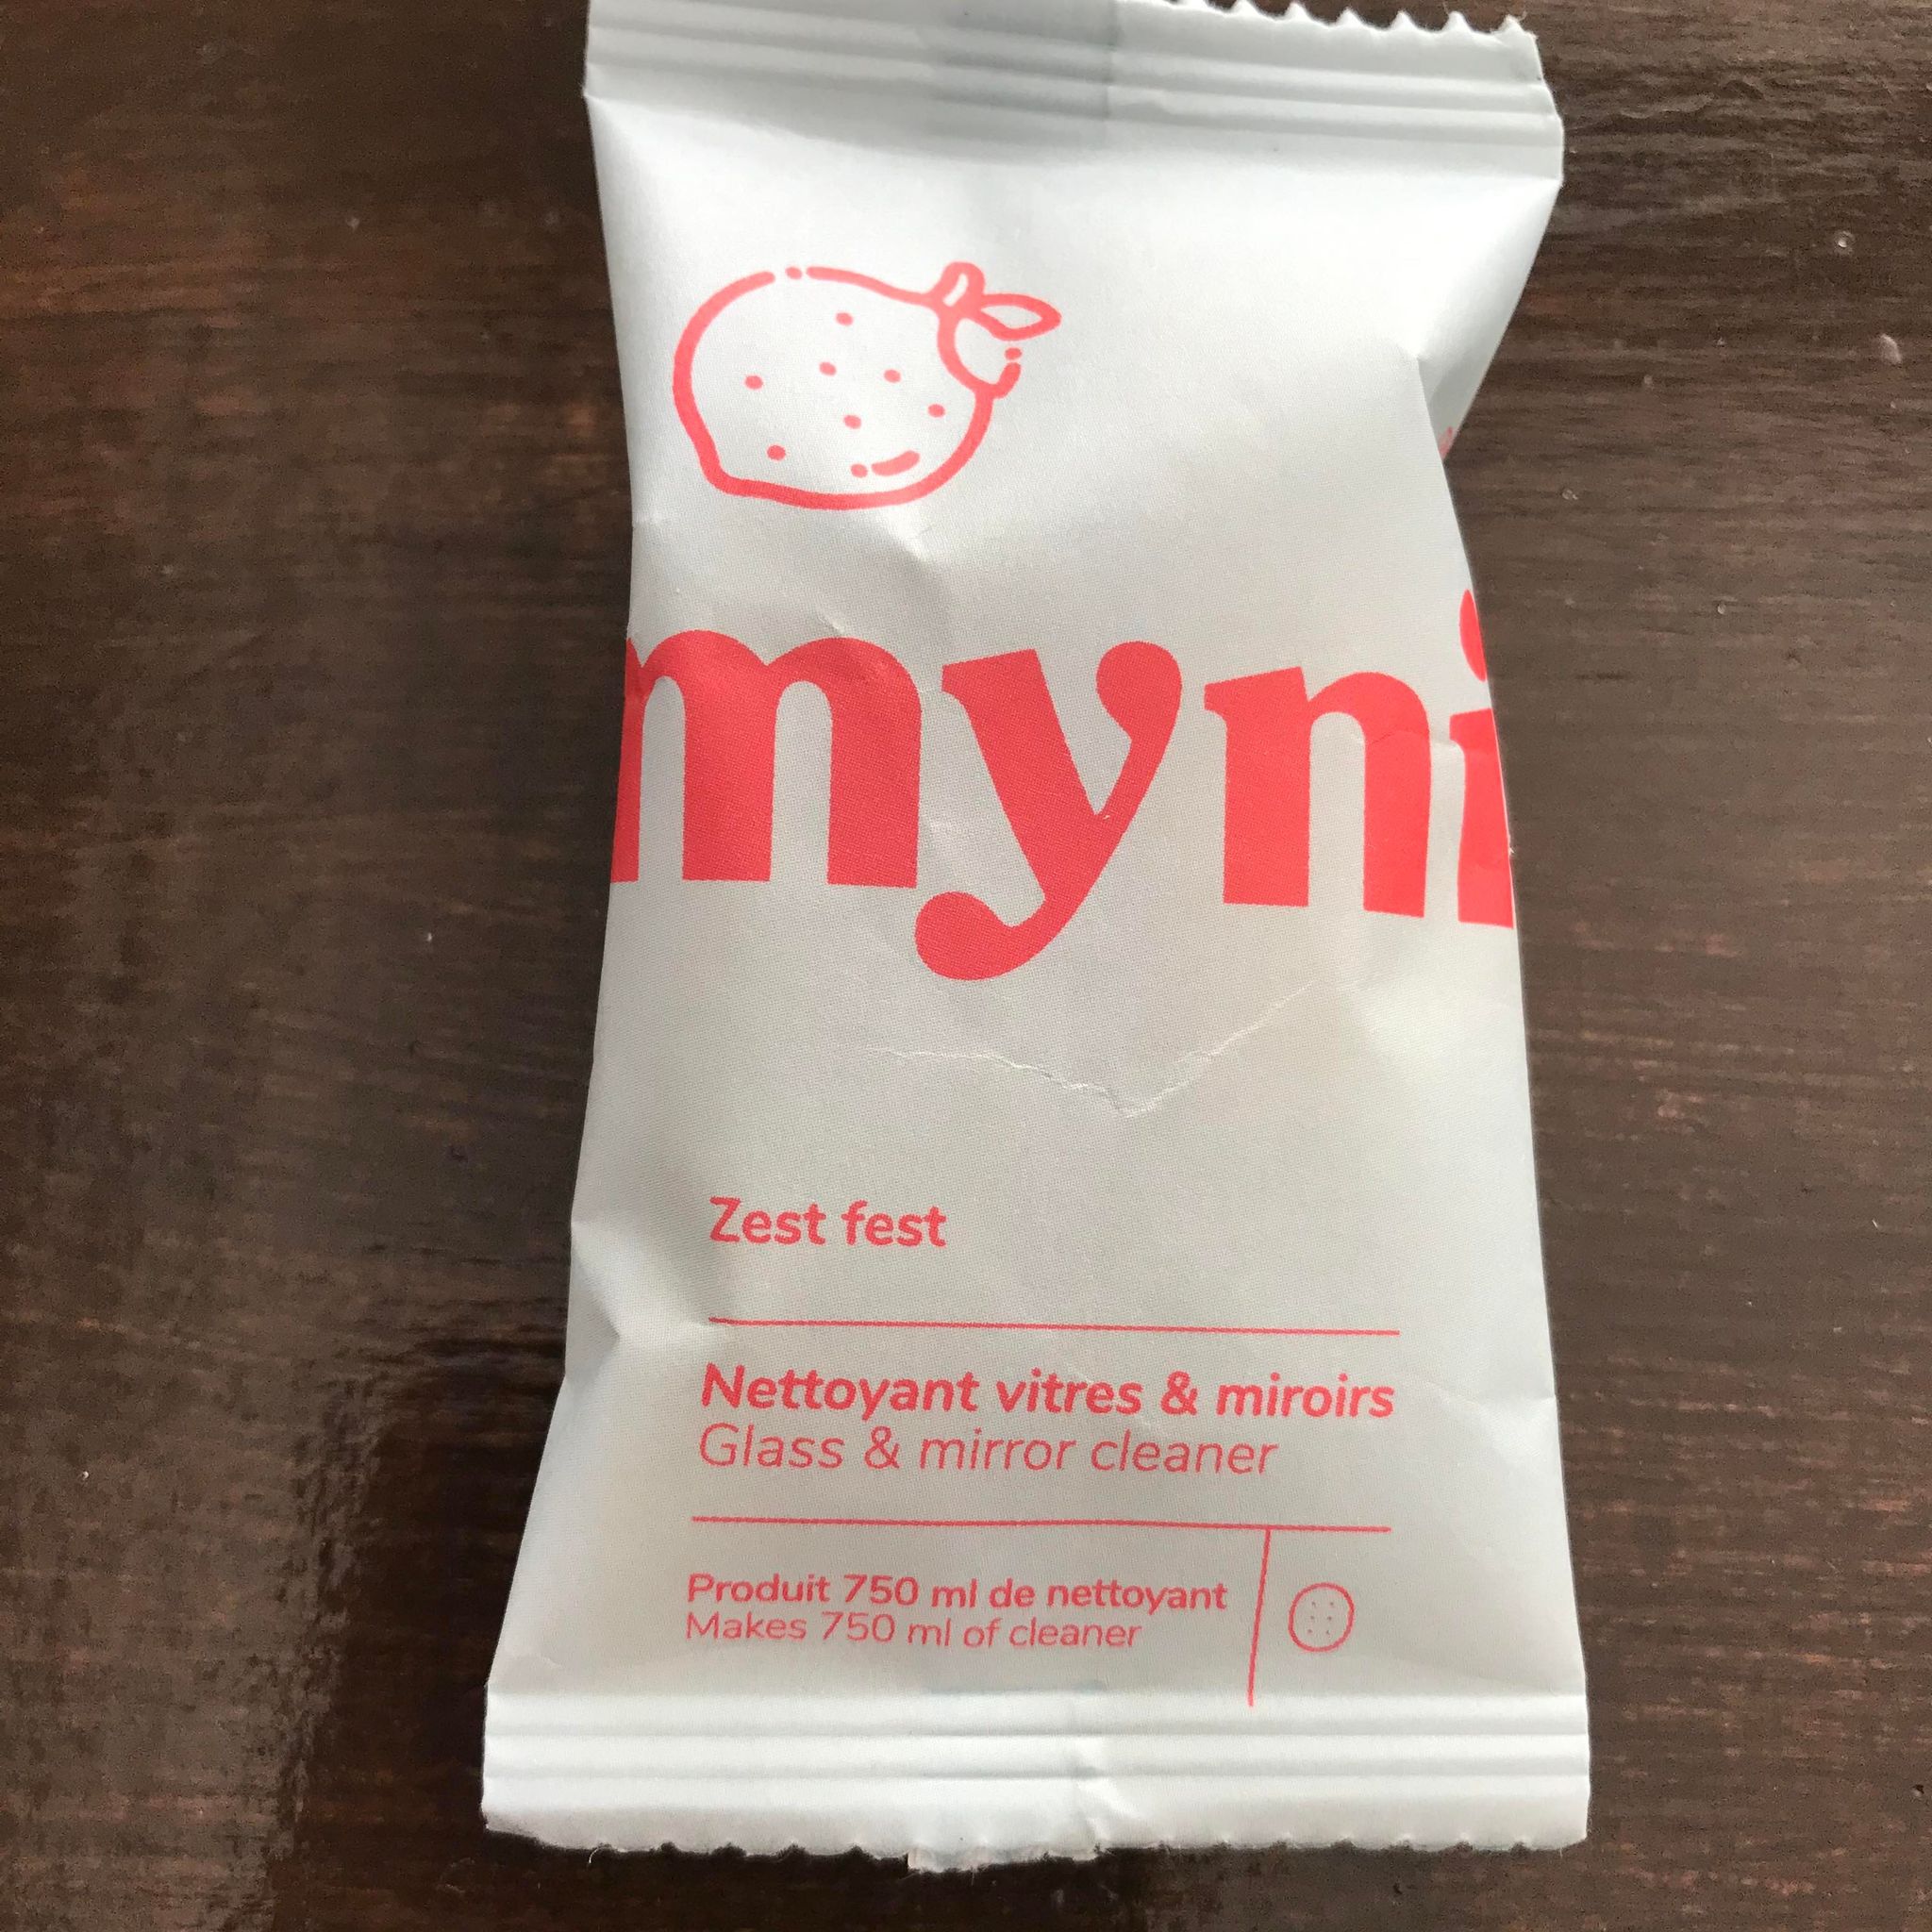 myni
Zest fest
Nettoyant vitres & miroirs
Glass & mirror cleaner
Produit 750 ml de nettoyant
Makes 750 ml of cleaner